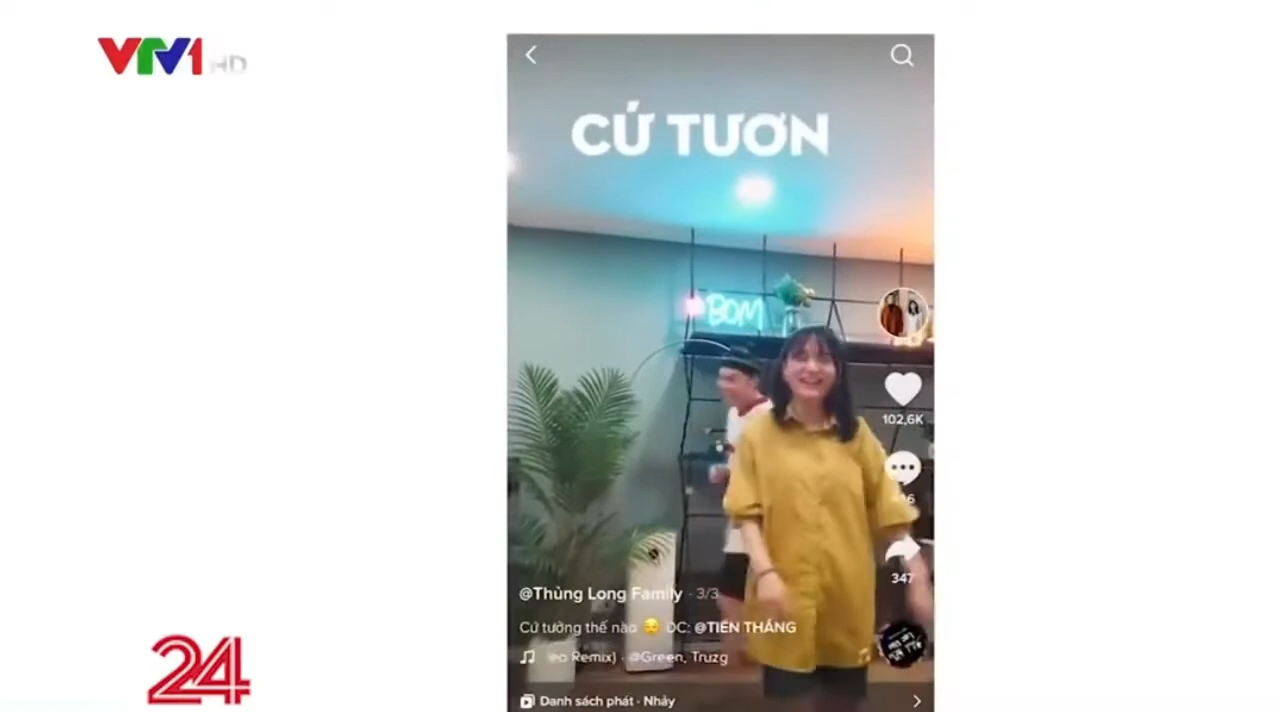 VTV1 HD
CỨ TƯƠN
BOM
102,6K
347
@Thùng Long Family · 3/3
Cứ tưởng thế nào 😔 DC: @TIẾN THẮNG
eo Remix) · @Green, Truzg
Danh sách phát · Nhảy
24